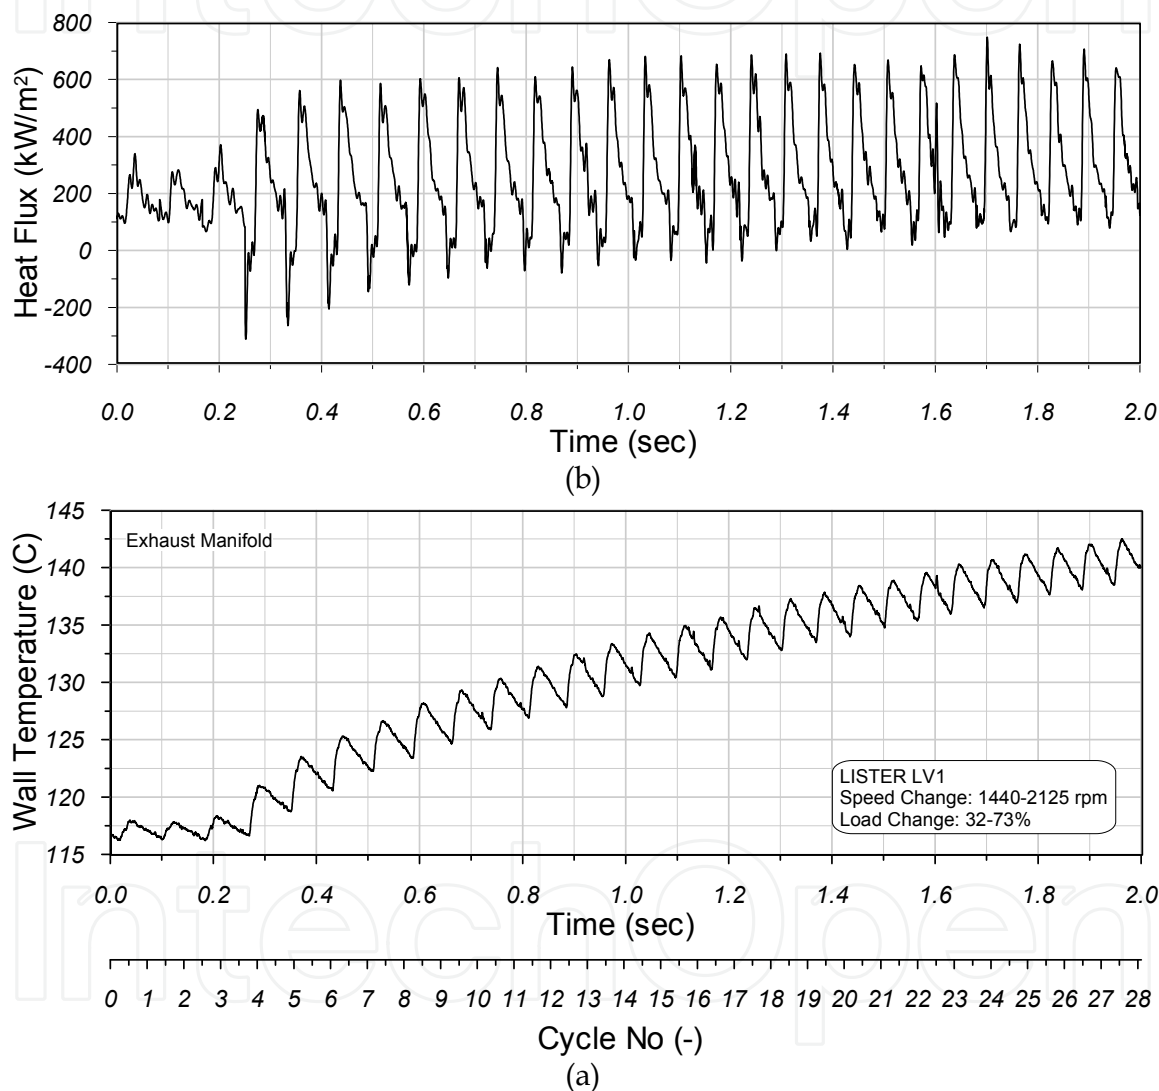 IntechOpen
800
600
400
200
0
-200
-400
Heat Flux (kW/m²)
0.0 0.2 0.4 0.6 0.8 1.0 1.2 1.4 1.6 1.8 2.0
Time (sec)
(b)
145
140
135
130
125
120
115
Wall Temperature (C)
Exhaust Manifold
LISTER LV1
Speed Change: 1440-2125 rpm
Load Change: 32-73%
0.0 0.2 0.4 0.6 0.8 1.0 1.2 1.4 1.6 1.8 2.0
Time (sec)
IntechOpen
0 1 2 3 4 5 6 7 8 9 10 11 12 13 14 15 16 17 18 19 20 21 22 23 24 25 26 27 28
Cycle No (-)
(a)